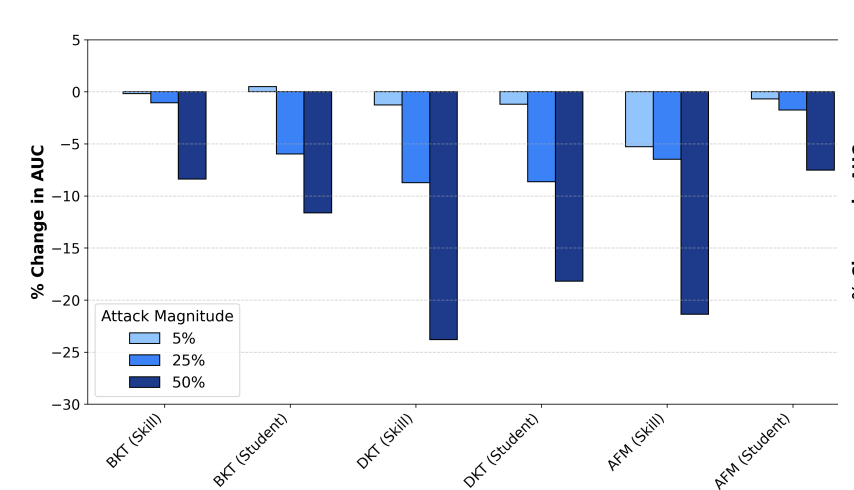 5
0
−5
−10
−15
−20
−25
−30
% Change in AUC
Attack Magnitude
5%
25%
50%
BKT (Skill)
BKT (Student)
DKT (Skill)
DKT (Student)
AFM (Skill)
AFM (Student)